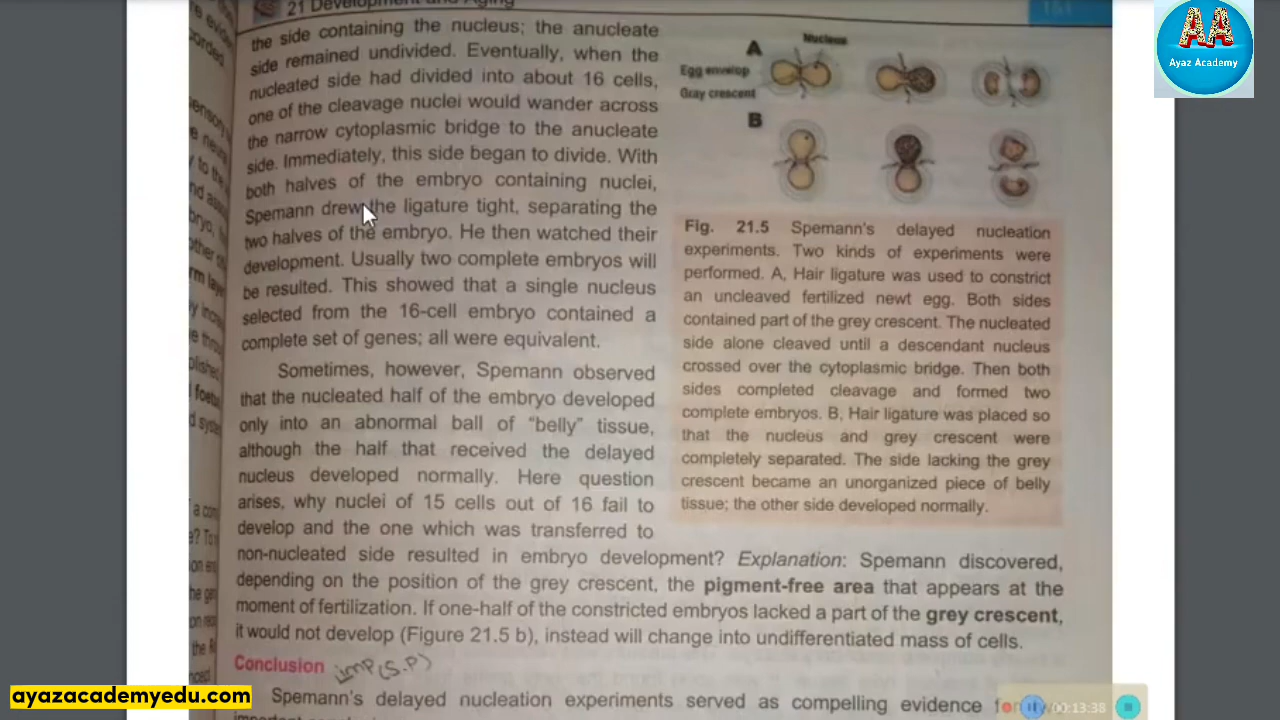 21 Development and Aging
the side containing the nucleus; the anucleate
side remained undivided. Eventually, when the
nucleated side had divided into about 16 cells,
one of the cleavage nuclei would wander across
the narrow cytoplasmic bridge to the anucleate
side. Immediately, this side began to divide. With
both halves of the embryo containing nuclei,
Spemann drew the ligature tight, separating the
two halves of the embryo. He then watched their
development. Usually two complete embryos will
be resulted. This showed that a single nucleus
selected from the 16-cell embryo contained a
complete set of genes; all were equivalent.
Sometimes, however, Spemann observed
that the nucleated half of the embryo developed
only into an abnormal ball of "belly" tissue,
although the half that received the delayed
nucleus developed normally. Here question
arises, why nuclei of 15 cells out of 16 fail to
develop and the one which was transferred to
non-nucleated side resulted in embryo development? Explanation: Spemann discovered,
depending on the position of the grey crescent, the pigment-free area that appears at the
moment of fertilization. If one-half of the constricted embryos lacked a part of the grey crescent,
it would not develop (Figure 21.5 b), instead will change into undifferentiated mass of cells.
Conclusion imp (S.P)
Spemann's delayed nucleation experiments served as compelling evidence
A
Nucleus
Egg envelop
Gray crescent
B
Fig. 21.5 Spemann's delayed nucleation
experiments. Two kinds of experiments were
performed. A, Hair ligature was used to constrict
an uncleaved fertilized newt egg. Both sides
contained part of the grey crescent. The nucleated
side alone cleaved until a descendant nucleus
crossed over the cytoplasmic bridge. Then both
sides completed cleavage and formed two
complete embryos. B, Hair ligature was placed so
that the nucleus and grey crescent were
completely separated. The side lacking the grey
crescent became an unorganized piece of belly
tissue; the other side developed normally.
AA
Ayaz Academy
ayazacademyedu.com
00:13:38